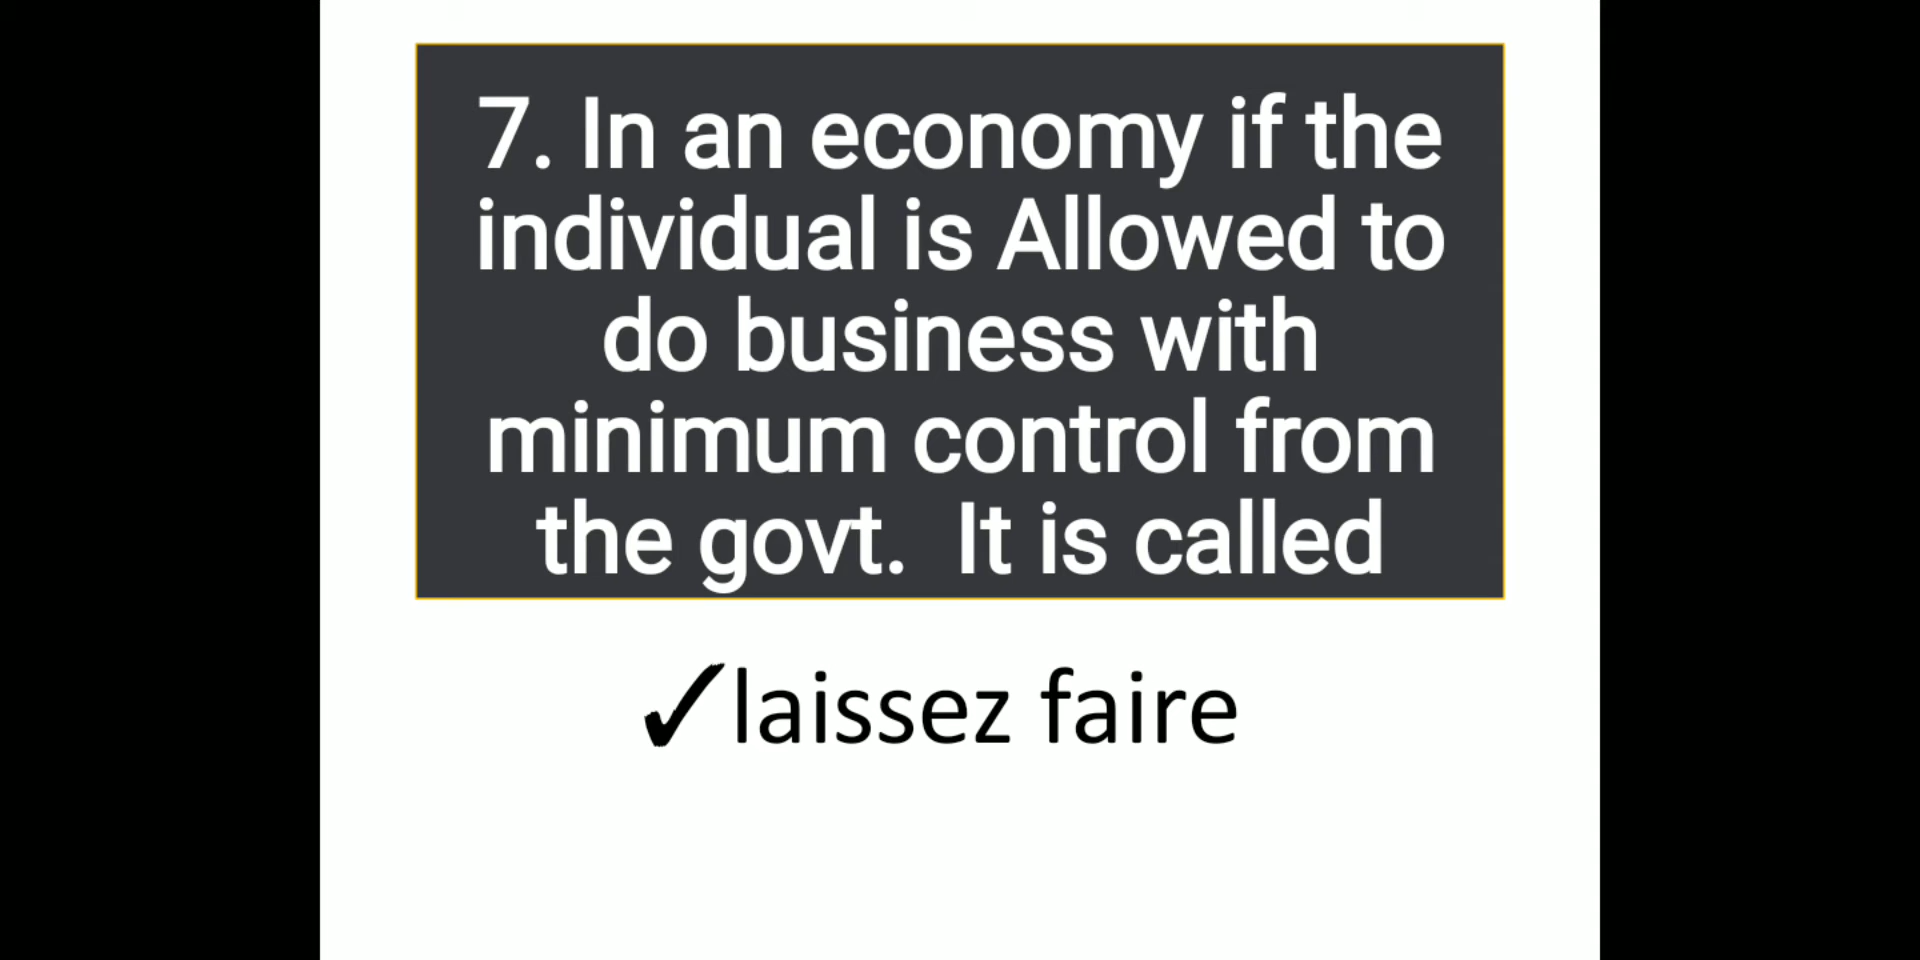 7. In an economy if the
individual is Allowed to
do business with
minimum control from
the govt.  It is called
✓laissez faire